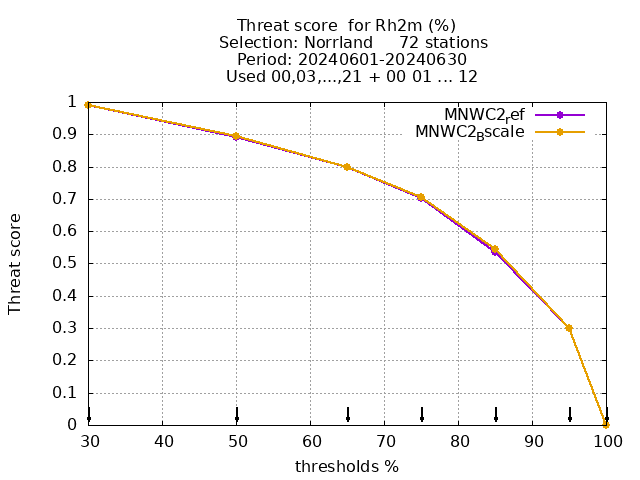 Threat score  for Rh2m (%)
Selection: Norrland     72 stations
Period: 20240601-20240630
Used 00,03,...,21 + 00 01 ... 12
MNWC2_ref
MNWC2_Bscale
1
0.9
0.8
0.7
0.6
0.5
0.4
0.3
0.2
0.1
0
Threat score
30 40 50 60 70 80 90 100
thresholds %